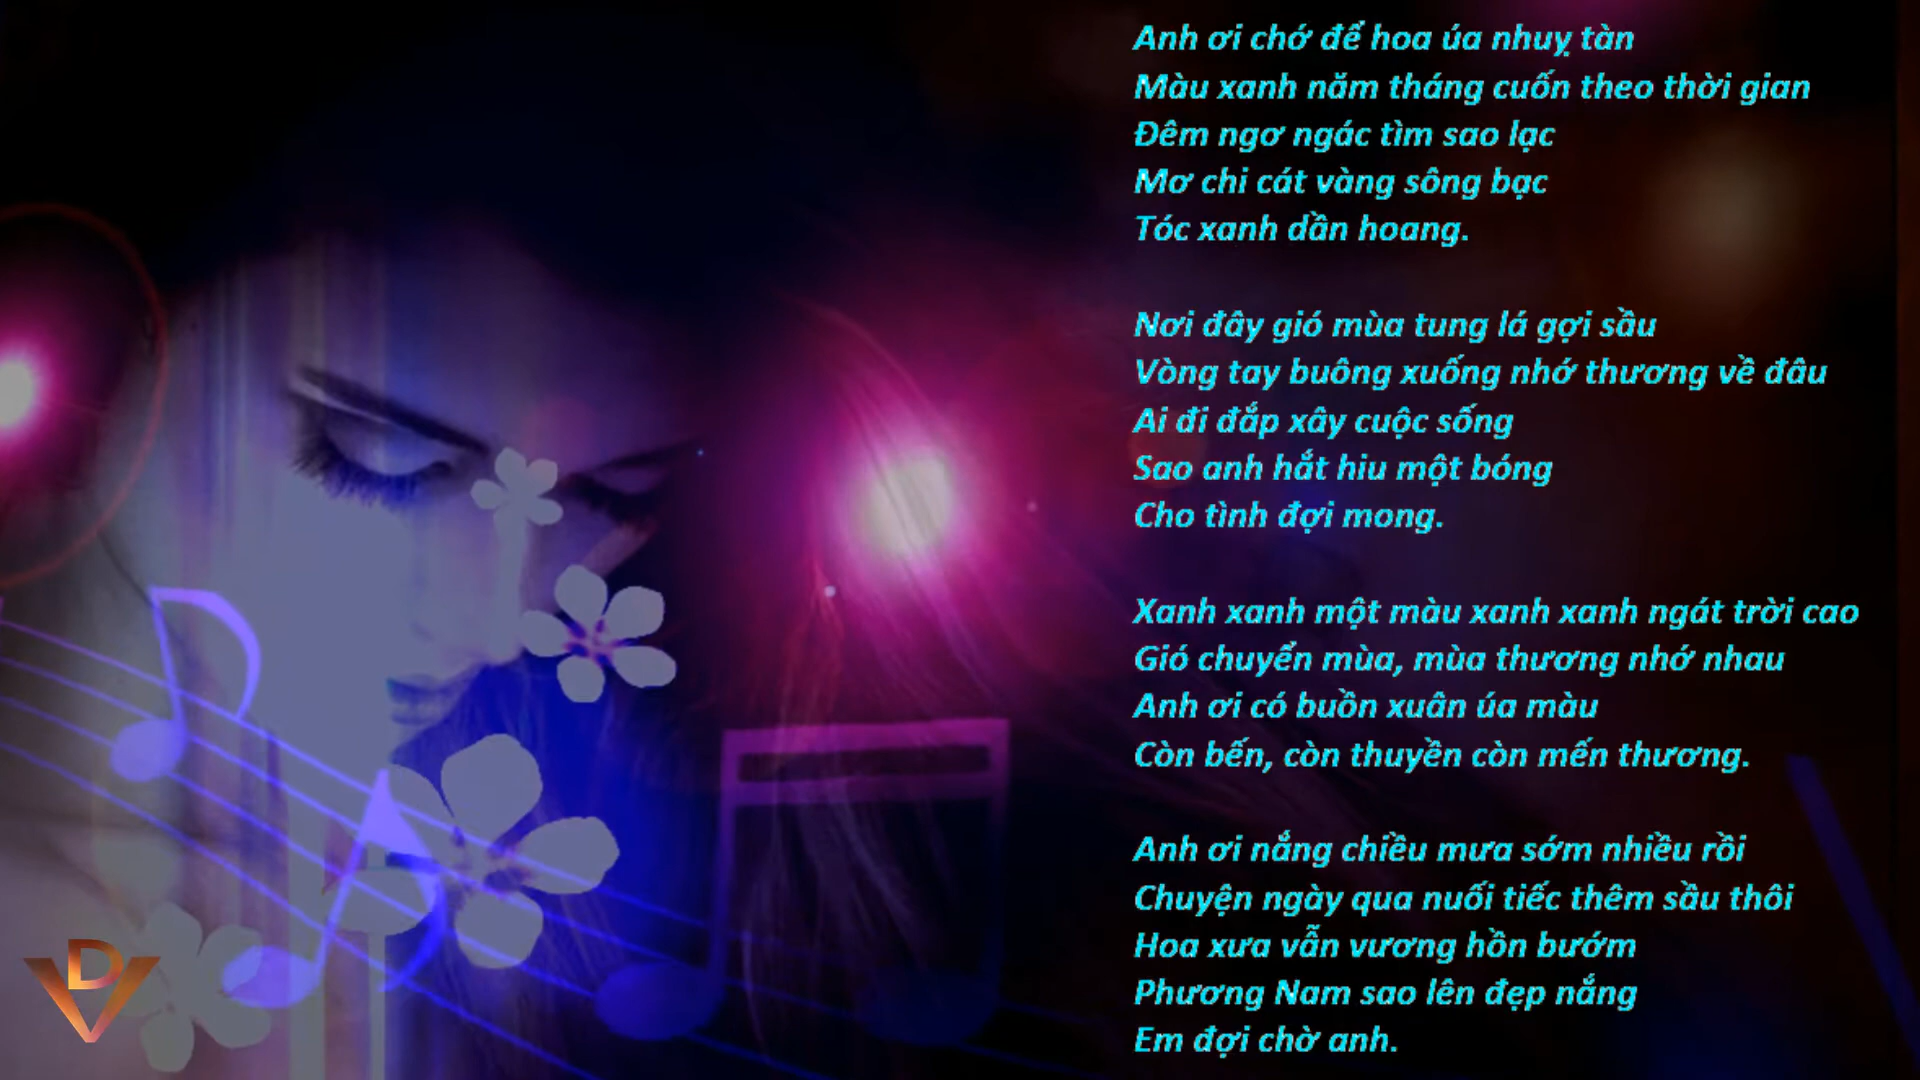 Anh ơi chớ để hoa úa nhuỵ tàn
Màu xanh năm tháng cuốn theo thời gian
Đêm ngơ ngác tìm sao lạc
Mơ chi cát vàng sông bạc
Tóc xanh dần hoang.
Nơi đây gió mùa tung lá gợi sầu
Vòng tay buông xuống nhớ thương về đâu
Ai đi đắp xây cuộc sống
Sao anh hắt hiu một bóng
Cho tình đợi mong.
Xanh xanh một màu xanh xanh ngát trời cao
Gió chuyển mùa, mùa thương nhớ nhau
Anh ơi có buồn xuân úa màu
Còn bến, còn thuyền còn mến thương.
Anh ơi nắng chiều mưa sớm nhiều rồi
Chuyện ngày qua nuối tiếc thêm sầu thôi
Hoa xưa vẫn vương hồn bướm
Phương Nam sao lên đẹp nắng
Em đợi chờ anh.
DV